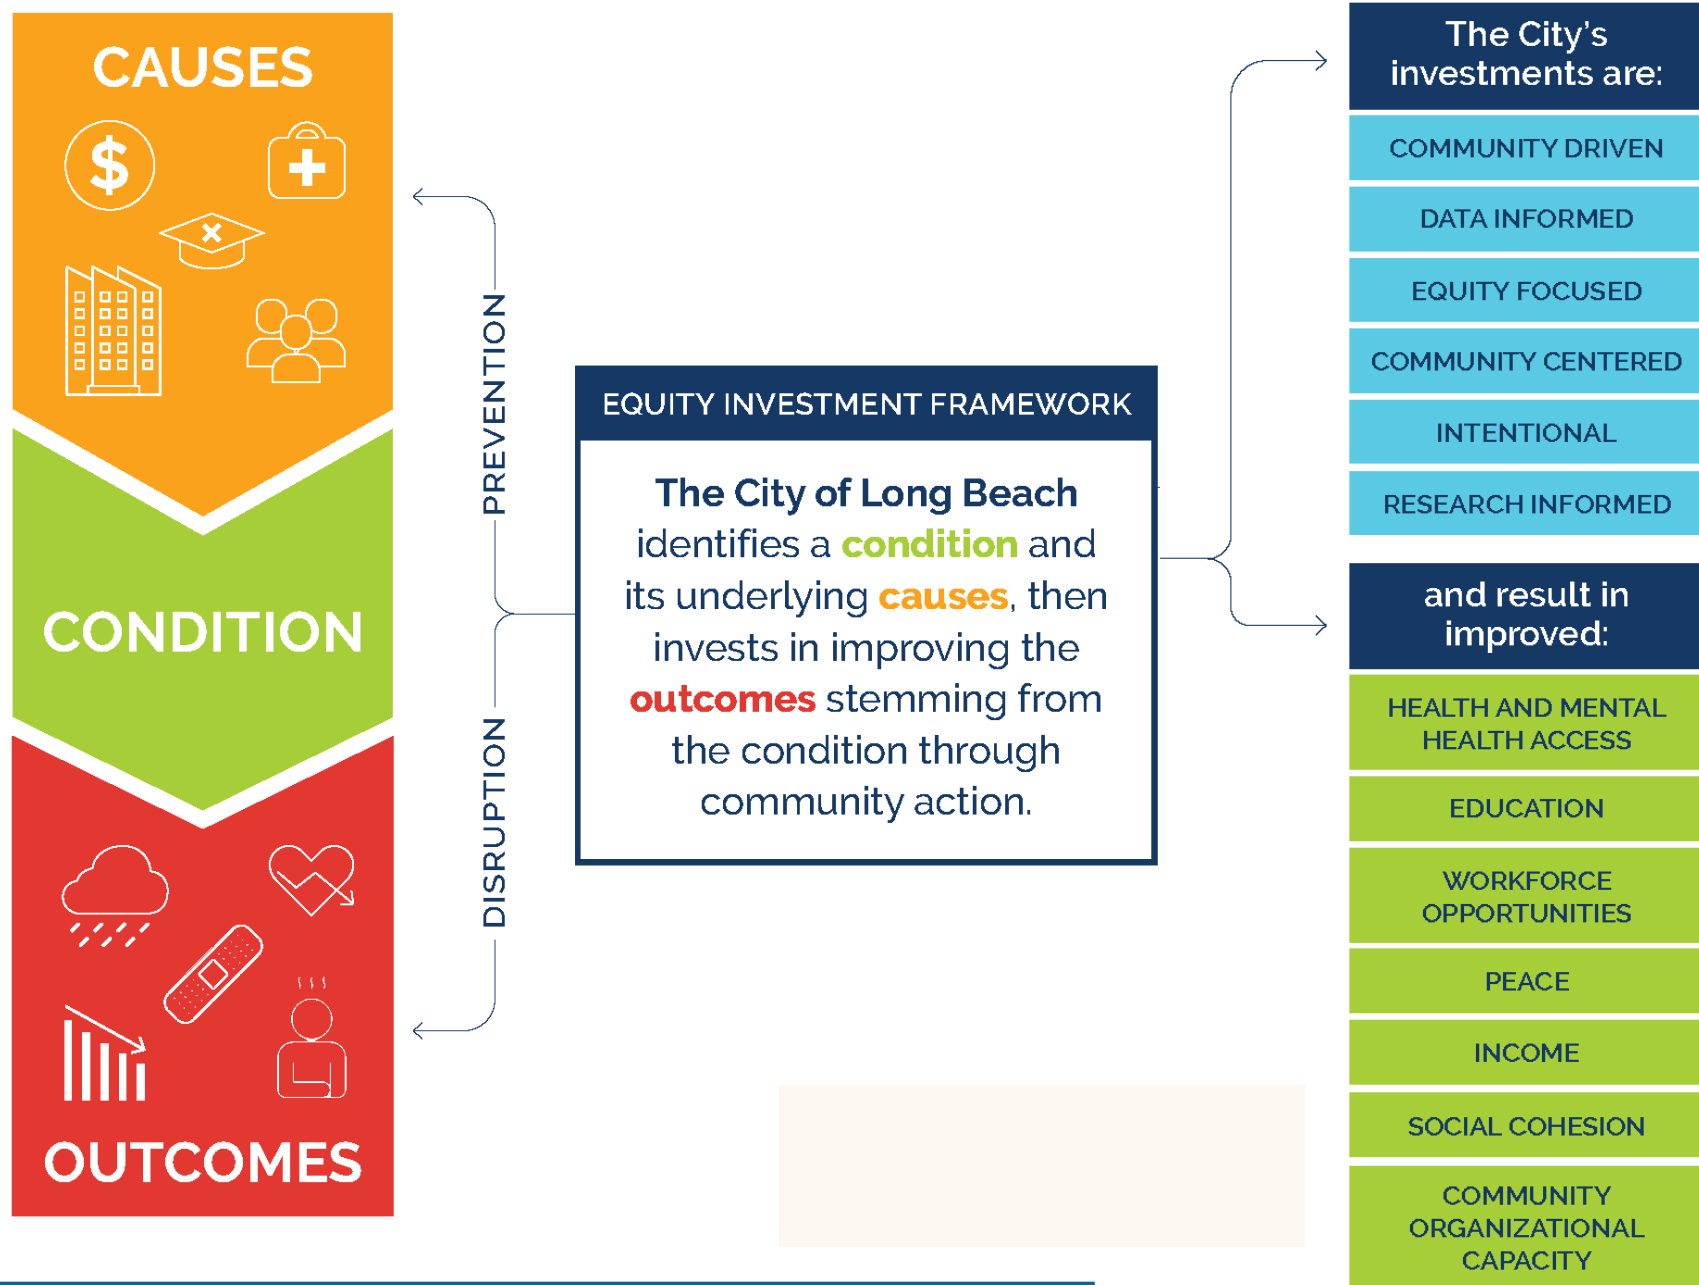 CAUSES
$
CONDITION
OUTCOMES
PREVENTION
DISRUPTION
EQUITY INVESTMENT FRAMEWORK
The City of Long Beach
identifies a condition and
its underlying causes, then
invests in improving the
outcomes stemming from
the condition through
community action.
The City's
investments are:
COMMUNITY DRIVEN
DATA INFORMED
EQUITY FOCUSED
COMMUNITY CENTERED
INTENTIONAL
RESEARCH INFORMED
and result in
improved:
HEALTH AND MENTAL
HEALTH ACCESS
EDUCATION
WORKFORCE
OPPORTUNITIES
PEACE
INCOME
SOCIAL COHESION
COMMUNITY
ORGANIZATIONAL
CAPACITY